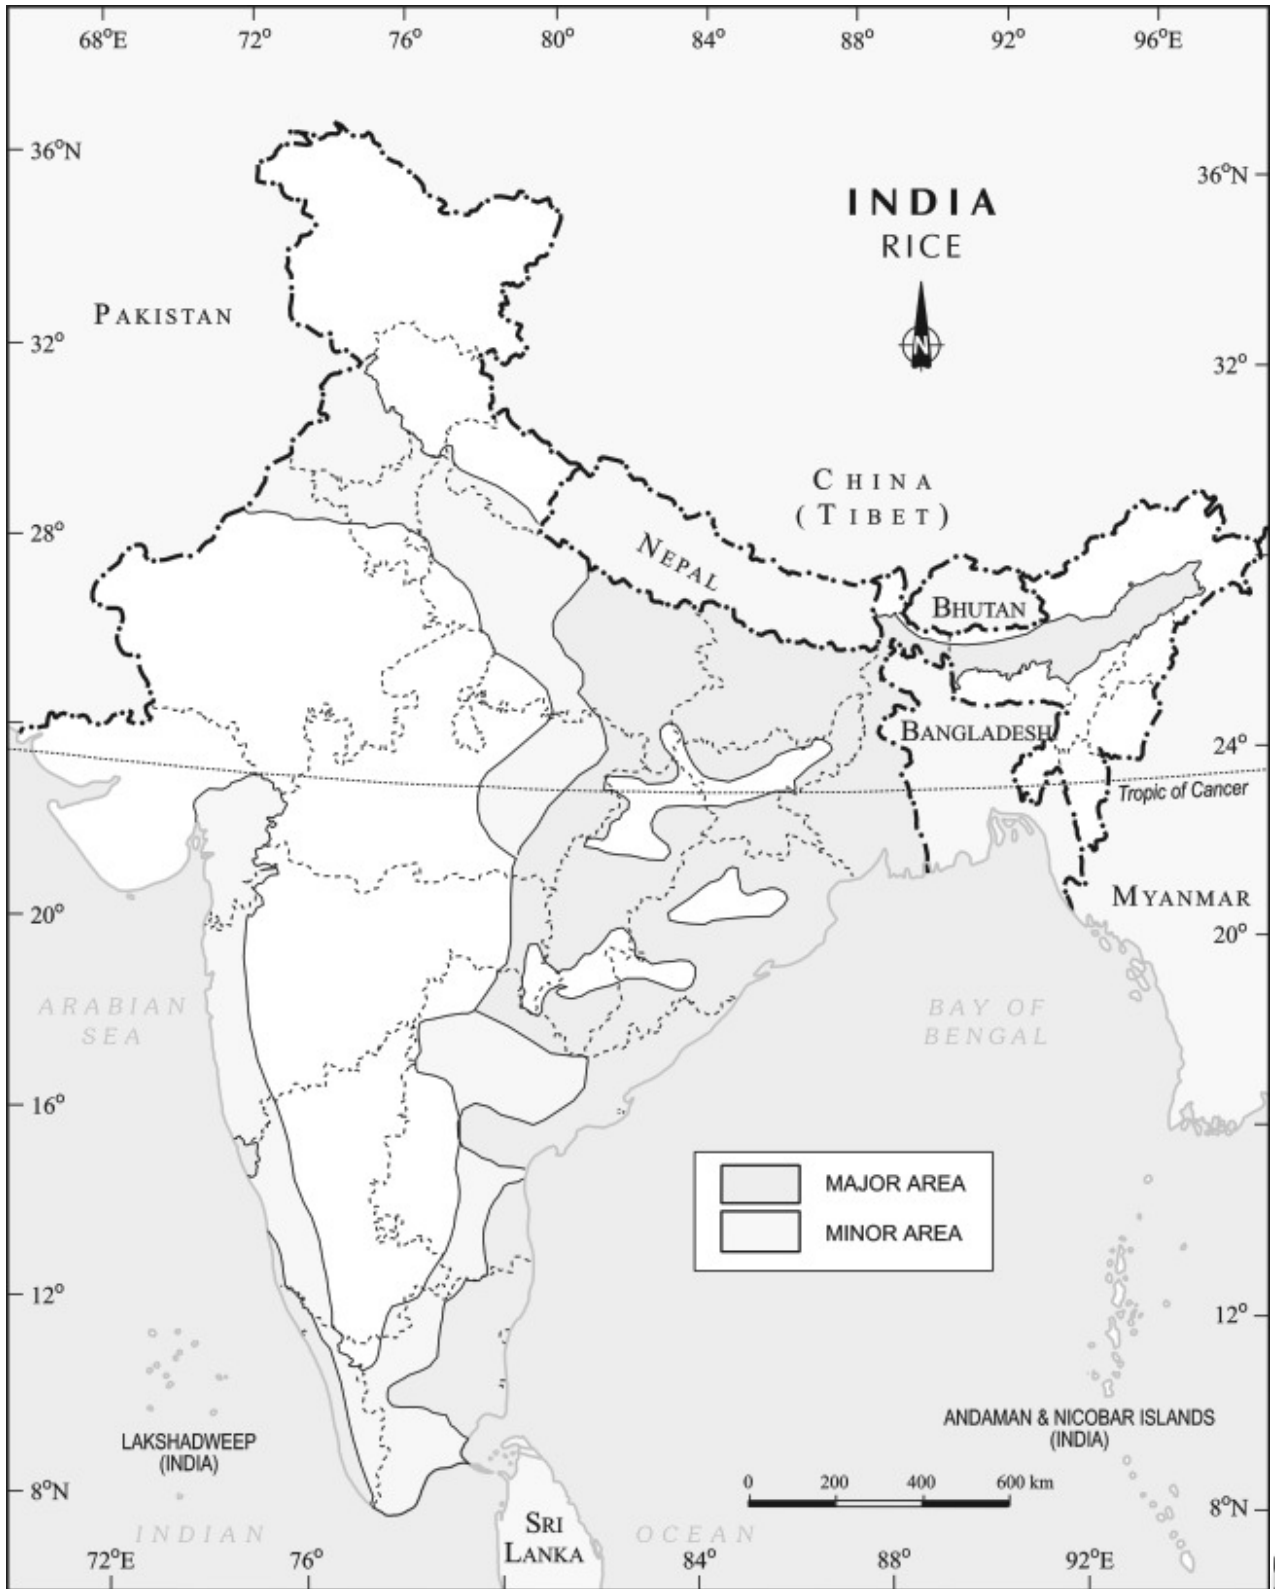 68°E 72° 76° 80° 84° 88° 92° 96°E
36°N
36°N
INDIA
RICE
N
PAKISTAN
32°
32°
CHINA
(TIBET)
28°
NEPAL
BHUTAN
BANGLADESH
24°
Tropic of Cancer
MYANMAR
20°
20°
ARABIAN
SEA
BAY OF
BENGAL
16°
MAJOR AREA
MINOR AREA
12°
12°
LAKSHADWEEP
(INDIA)
ANDAMAN & NICOBAR ISLANDS
(INDIA)
0 200 400 600 km
8°N
8°N
SRI
LANKA
INDIAN OCEAN
72°E 76° 84° 88° 92°E